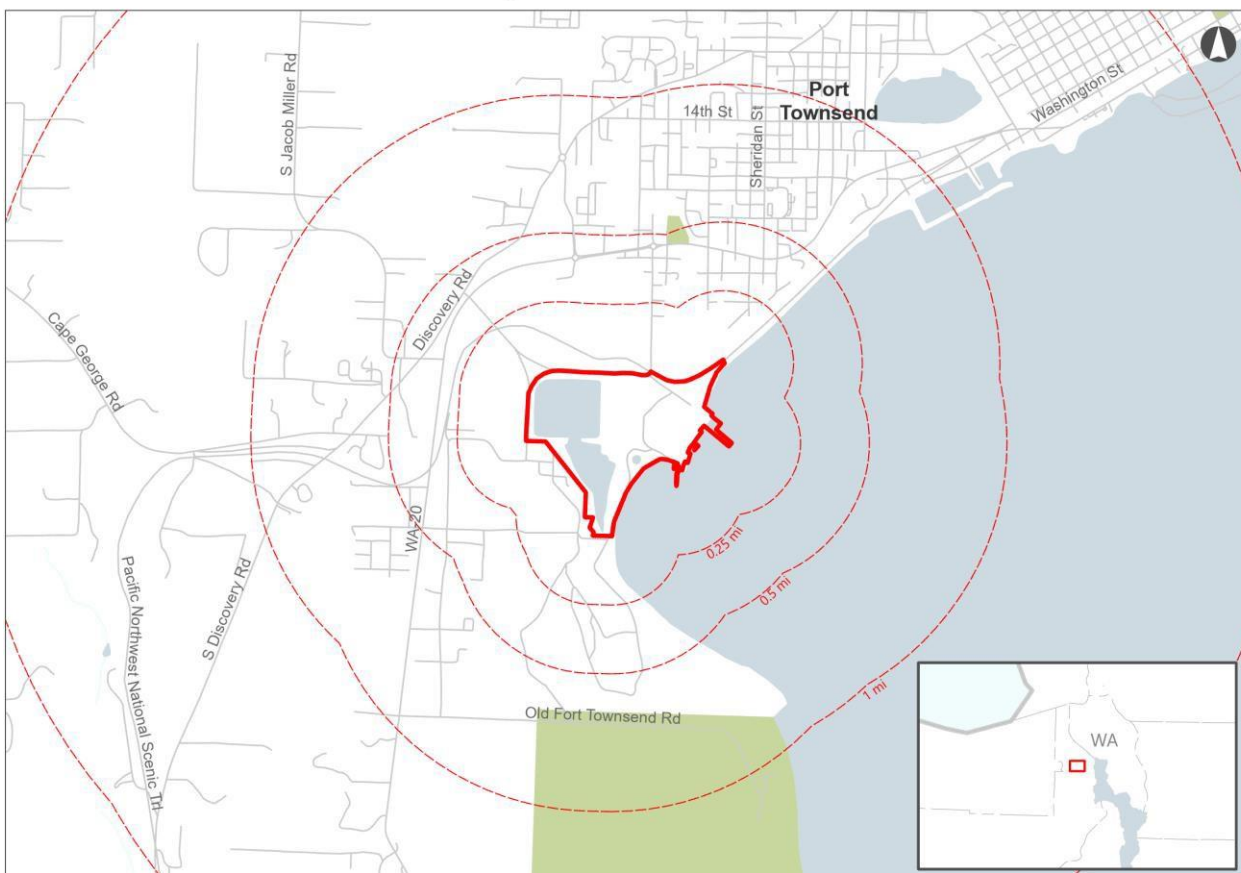 Port
Townsend
Washington St
14th St
S Jacob Miller Rd
Sheridan St
Discovery Rd
Cape George Rd
WA-20
0.25 mi
0.5 mi
Pacific Northwest National Scenic Trl
S Discovery Rd
1 mi
Old Fort Townsend Rd
WA